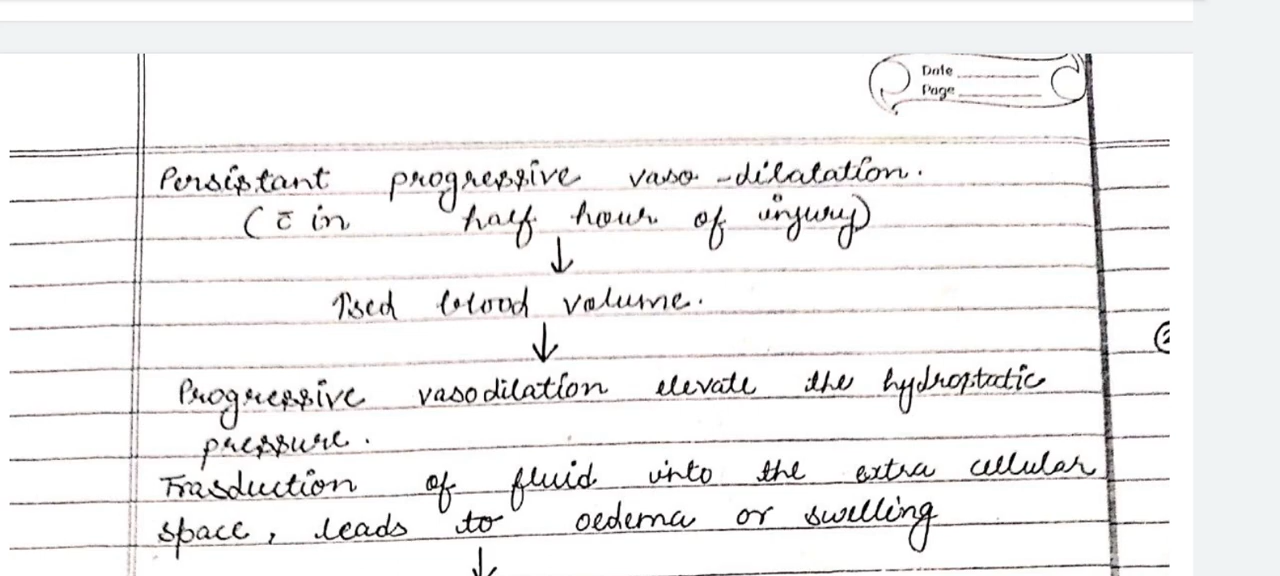 Date
Page
Persistant progressive vaso-dilatation.
(c̄ in half hour of injury)
↓
↑sed blood volume.
↓
Progressive vasodilation elevate the hydrostatic
pressure.
Trasduction of fluid into the extra cellular
space, leads to oedema or swelling
↓